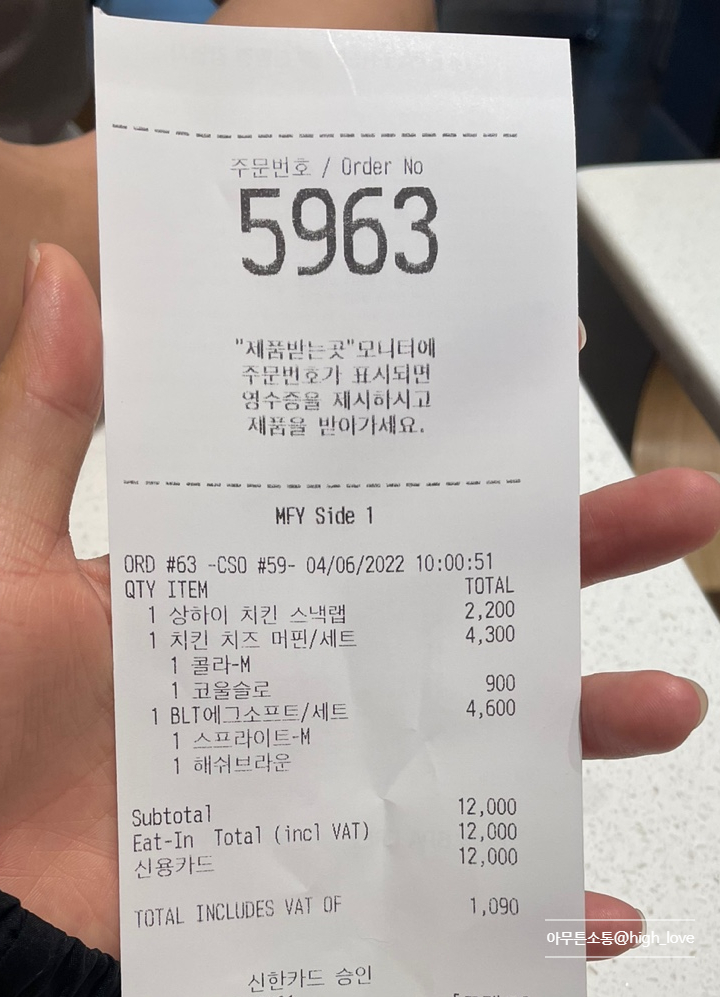 주문번호 / Order No
5963
"제품받는곳"모니터에
주문번호가 표시되면
영수증을 제시하시고
제품을 받아가세요.
MFY Side 1
ORD #63 -CSO #59- 04/06/2022 10:00:51
QTY ITEM TOTAL
1 상하이 치킨 스낵랩 2,200
1 치킨 치즈 머핀/세트 4,300
1 콜라-M
1 코울슬로 900
1 BLT에그소프트/세트 4,600
1 스프라이트-M
1 해쉬브라운
Subtotal 12,000
Eat-In Total (incl VAT) 12,000
신용카드 12,000
TOTAL INCLUDES VAT OF 1,090
아무튼소통@high_love
신한카드 승인